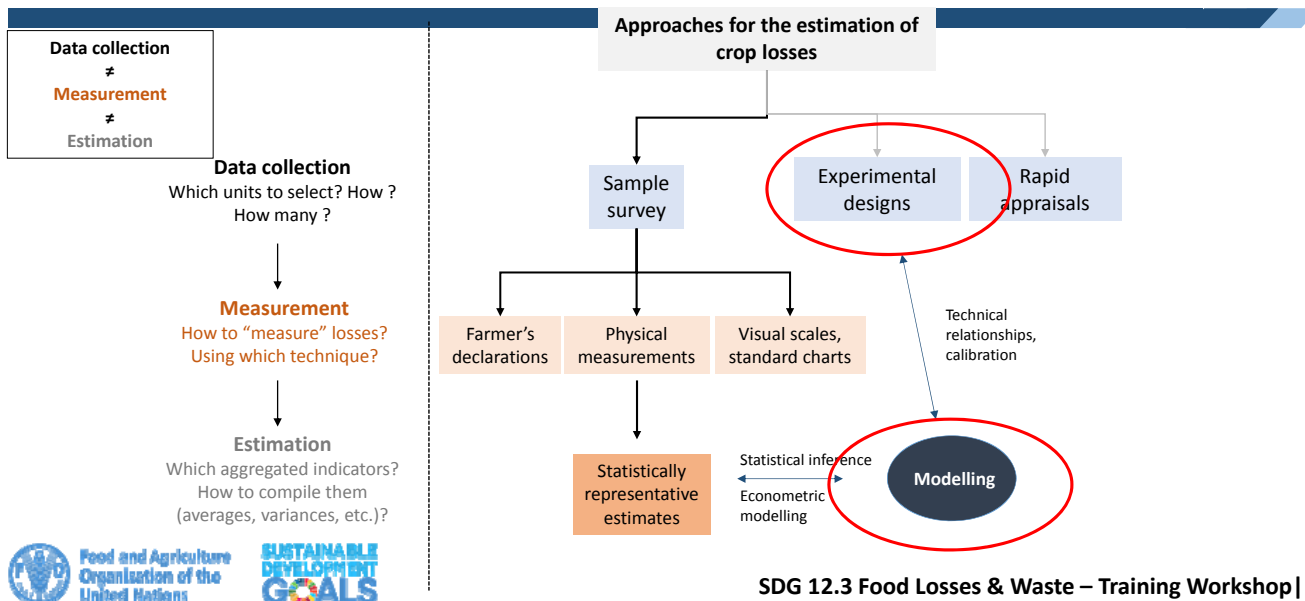 Data collection
≠
Measurement
≠
Estimation
Data collection
Which units to select? How ?
How many ?
Measurement
How to “measure” losses?
Using which technique?
Estimation
Which aggregated indicators?
How to compile them
(averages, variances, etc.)?
Approaches for the estimation of
crop losses
Sample
survey
Experimental
designs
Rapid
appraisals
Farmer’s
declarations
Physical
measurements
Visual scales,
standard charts
Technical
relationships,
calibration
Statistically
representative
estimates
Statistical inference
Econometric
modelling
Modelling
Food and Agriculture
Organisation of the
United Nations
SUSTAINABLE
DEVELOPMENT
GOALS
SDG 12.3 Food Losses & Waste – Training Workshop|